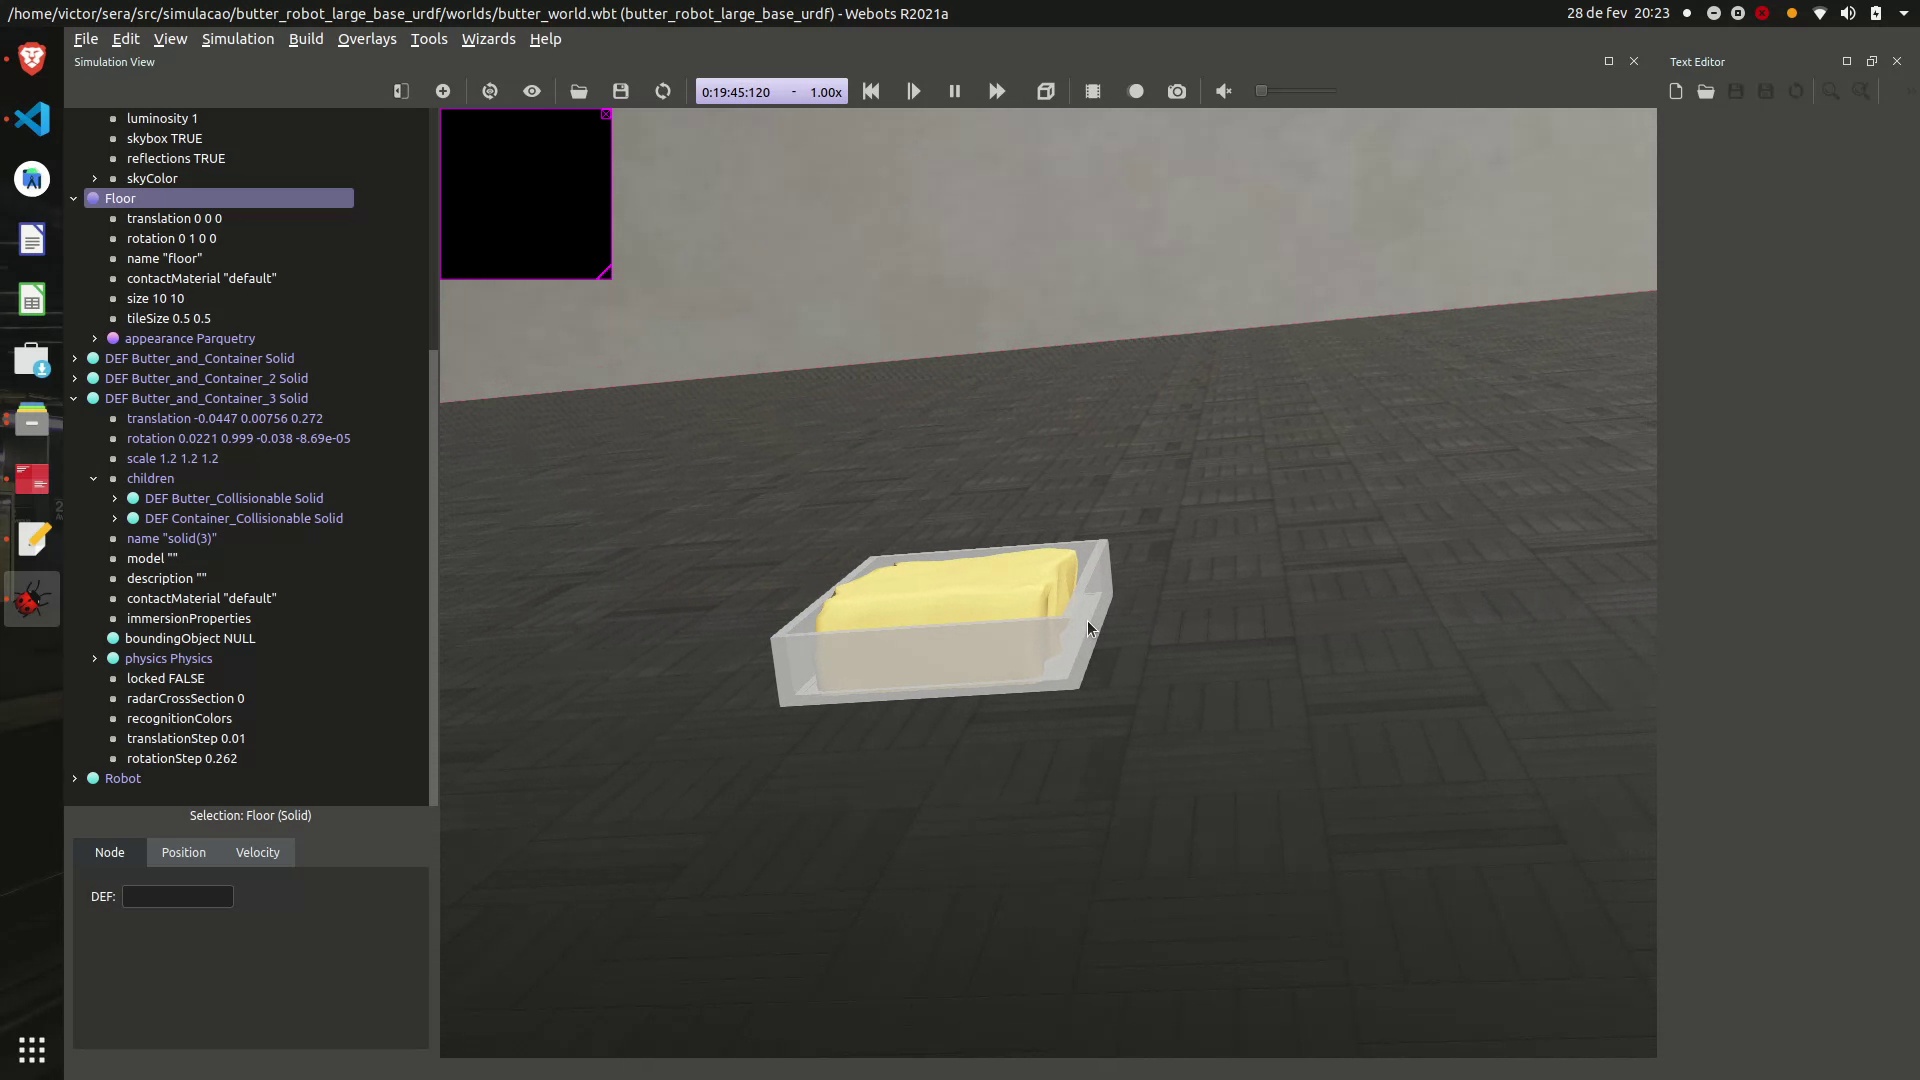 /home/victor/sera/src/simulacao/butter_robot_large_base_urdf/worlds/butter_world.wbt (butter_robot_large_base_urdf) - Webots R2021a
28 de fev 20:23
File Edit View Simulation Build Overlays Tools Wizards Help
Simulation View
Text Editor
0:19:45:120 - 1.00x
luminosity 1
skybox TRUE
reflections TRUE
skyColor
Floor
translation 0 0 0
rotation 0 1 0 0
name "floor"
contactMaterial "default"
size 10 10
tileSize 0.5 0.5
appearance Parquetry
DEF Butter_and_Container Solid
DEF Butter_and_Container_2 Solid
DEF Butter_and_Container_3 Solid
translation -0.0447 0.00756 0.272
rotation 0.0221 0.999 -0.038 -8.69e-05
scale 1.2 1.2 1.2
children
DEF Butter_Collisionable Solid
DEF Container_Collisionable Solid
name "solid(3)"
model ""
description ""
contactMaterial "default"
immersionProperties
boundingObject NULL
physics Physics
locked FALSE
radarCrossSection 0
recognitionColors
translationStep 0.01
rotationStep 0.262
Robot
Selection: Floor (Solid)
Node Position Velocity
DEF: